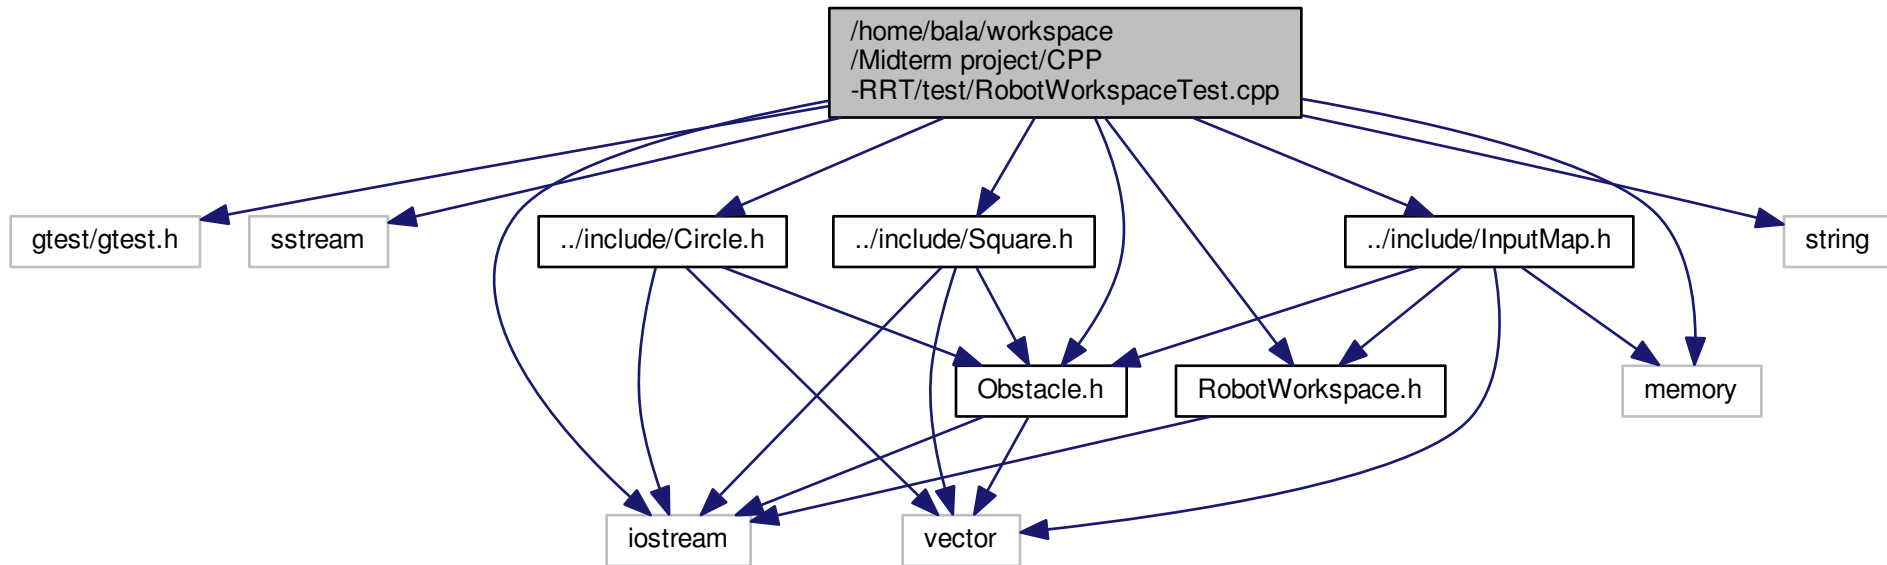 /home/bala/workspace
/Midterm project/CPP
-RRT/test/RobotWorkspaceTest.cpp
gtest/gtest.h
sstream
../include/Circle.h
../include/Square.h
../include/InputMap.h
string
Obstacle.h
RobotWorkspace.h
memory
iostream
vector